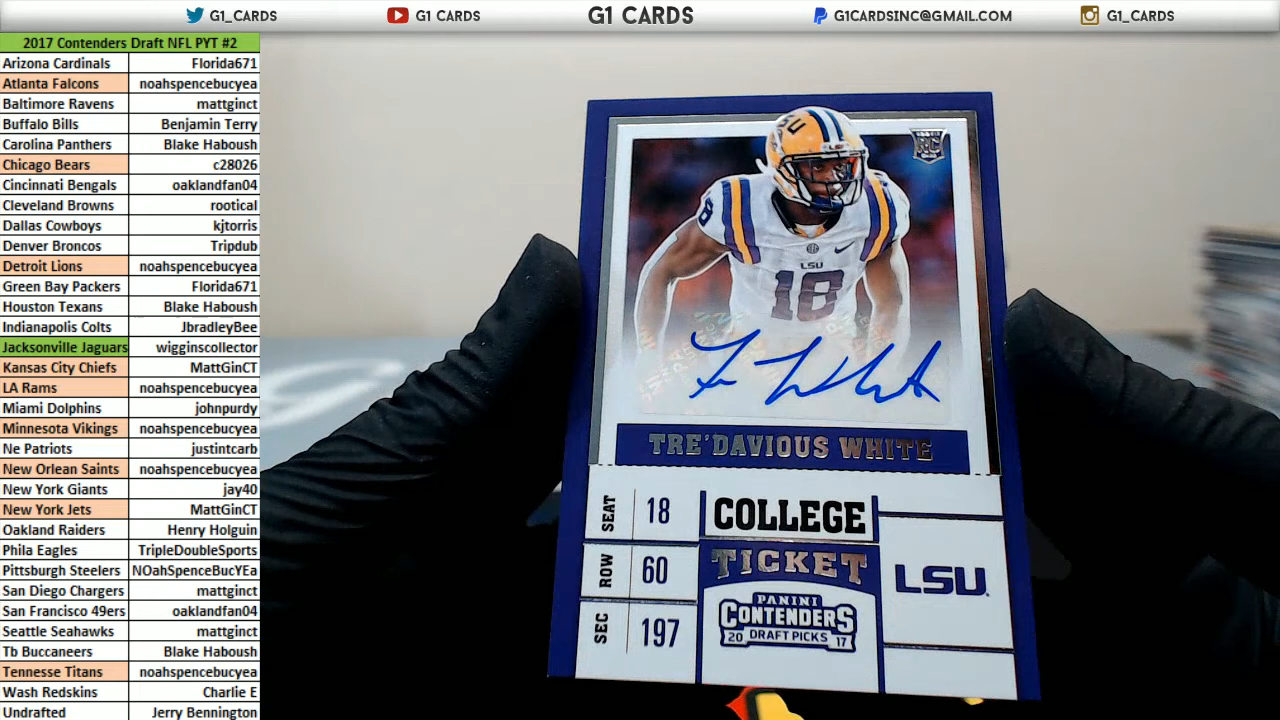 G1_CARDS G1 CARDS G1 CARDS G1CARDSINC@GMAIL.COM G1_CARDS
2017 Contenders Draft NFL PYT #2
Arizona Cardinals Florida671
Atlanta Falcons noahspencebucyea
Baltimore Ravens mattginct
Buffalo Bills Benjamin Terry
Carolina Panthers Blake Haboush
Chicago Bears c28026
Cincinnati Bengals oaklandfan04
Cleveland Browns rootical
Dallas Cowboys kjtorris
Denver Broncos Tripdub
Detroit Lions noahspencebucyea
Green Bay Packers Florida671
Houston Texans Blake Haboush
Indianapolis Colts JbradleyBee
Jacksonville Jaguars wigginscollector
Kansas City Chiefs MattGinCT
LA Rams noahspencebucyea
Miami Dolphins johnpurdy
Minnesota Vikings noahspencebucyea
Ne Patriots justintcarb
New Orlean Saints noahspencebucyea
New York Giants jay40
New York Jets MattGinCT
Oakland Raiders Henry Holguin
Phila Eagles TripleDoubleSports
Pittsburgh Steelers NOahSpenceBucYEa
San Diego Chargers mattginct
San Francisco 49ers oaklandfan04
Seattle Seahawks mattginct
Tb Buccaneers Blake Haboush
Tennesse Titans noahspencebucyea
Wash Redskins Charlie E
Undrafted Jerry Bennington
RC
LSU
18
LSU
18
TRE'DAVIOUS WHITE
SEAT 18
ROW 60
SEC 197
COLLEGE
TICKET
PANINI
CONTENDERS
20 DRAFT PICKS 17
LSU